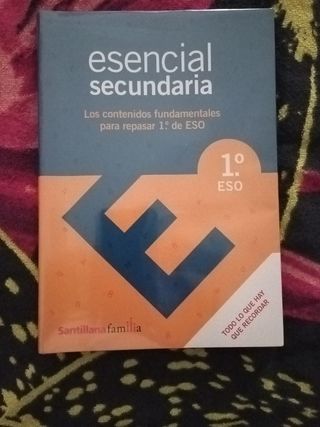 esencial
secundaria
Los contenidos fundamentales
para repasar 1.º de ESO
1.º
ESO
E
TODO LO QUE HAY
QUE RECORDAR
Santillana familia